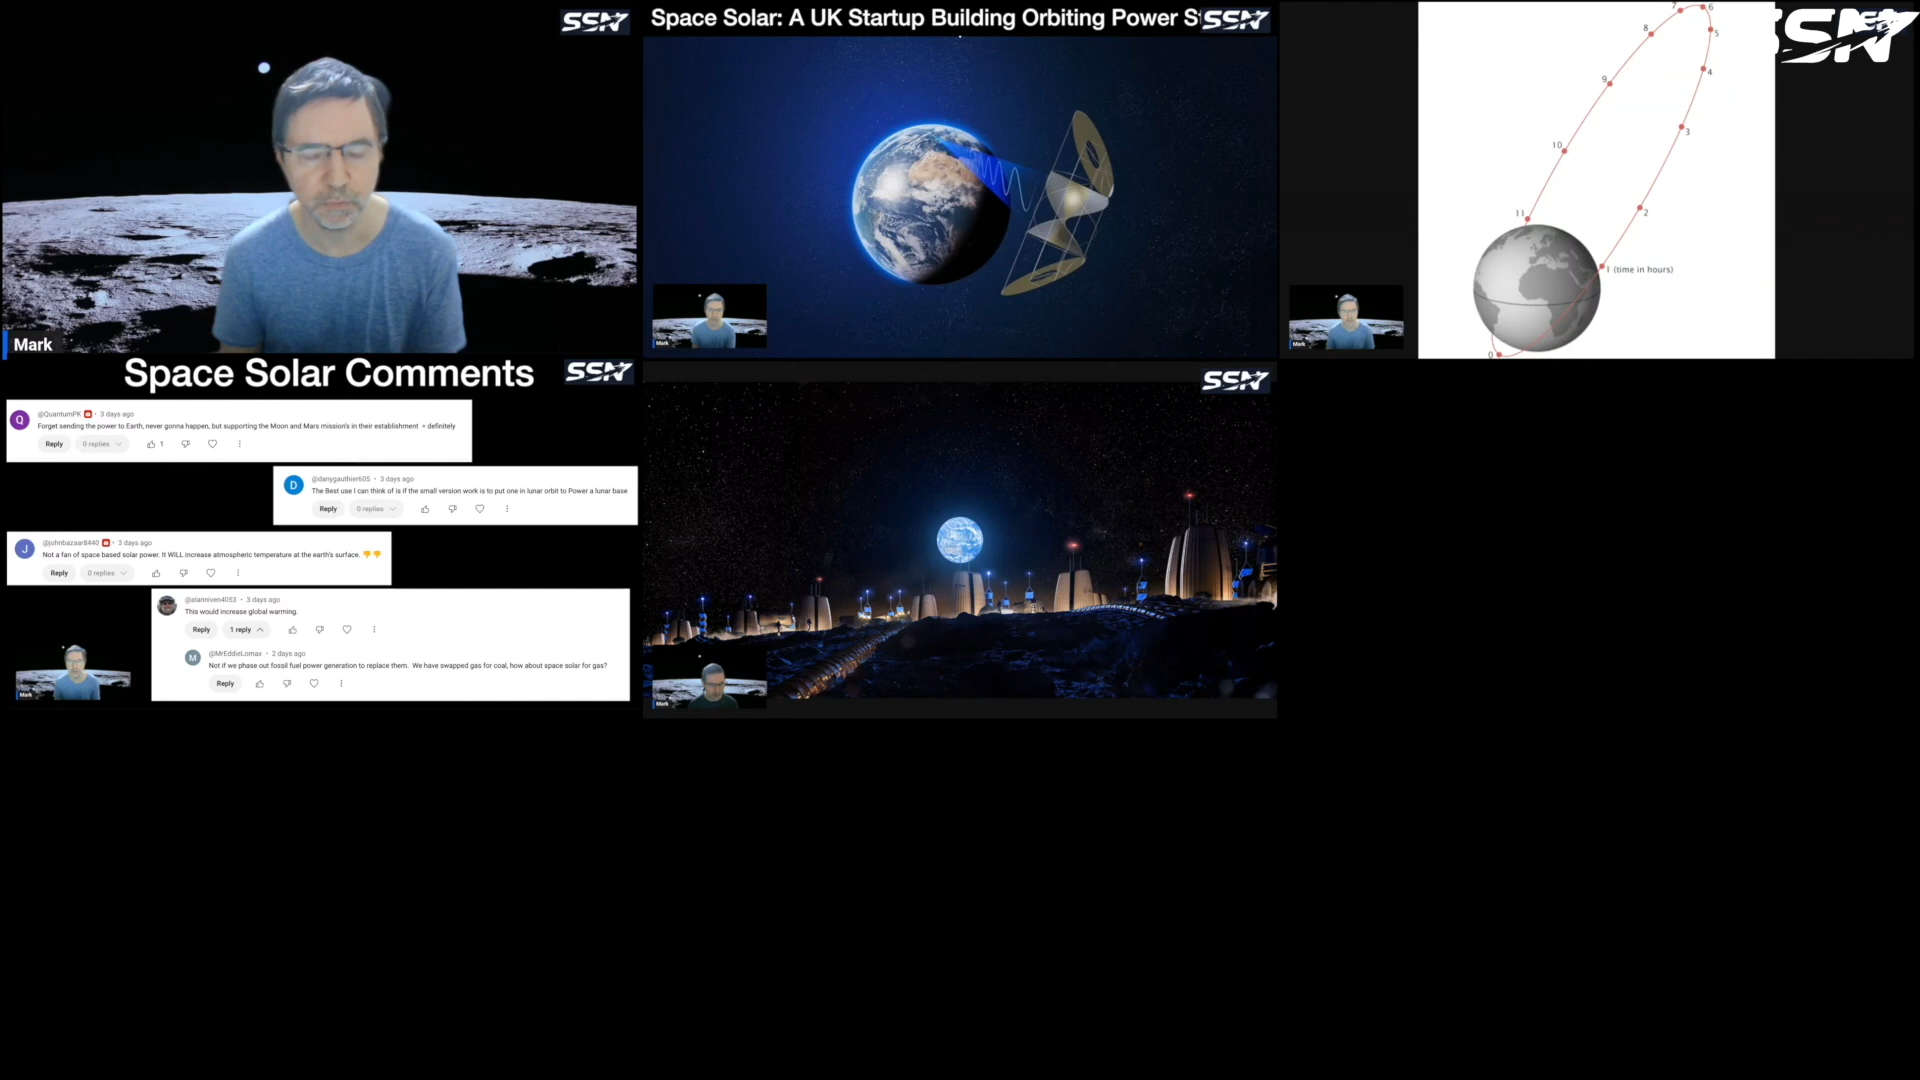 SSN
Mark
Space Solar: A UK Startup Building Orbiting Power S
SSN
Mark
7
6
8
5
4
9
3
10
2
11
1 (time in hours)
0
SSN
Mark
Space Solar Comments
SSN
Q
@QuantumPK · 3 days ago
Forget sending the power to Earth, never gonna happen, but supporting the Moon and Mars mission's in their establishment = definitely
Reply 0 replies 1
D
@danygauthier605 · 3 days ago
The Best use I can think of is if the small version work is to put one in lunar orbit to Power a lunar base
Reply 0 replies
J
@johnbazaar8440 · 3 days ago
Not a fan of space based solar power. It WILL increase atmospheric temperature at the earth's surface. 👎👎
Reply 0 replies
@alanniven4053 · 3 days ago
This would increase global warming.
Reply 1 reply
M
@MrEddieLomax · 2 days ago
Not if we phase out fossil fuel power generation to replace them. We have swapped gas for coal, how about space solar for gas?
Reply
Mark
SSN
Mark